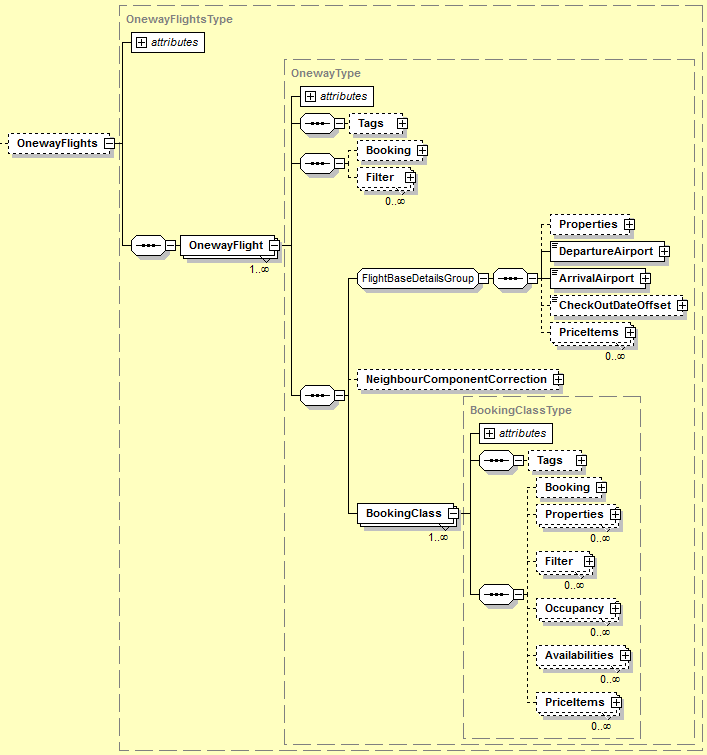 OnewayFlightsType
attributes
OnewayType
attributes
Tags
OnewayFlights
Booking
Filter
0..∞
Properties
OnewayFlight
DepartureAirport
1..∞
FlightBaseDetailsGroup
ArrivalAirport
CheckOutDateOffset
PriceItems
0..∞
NeighbourComponentCorrection
BookingClassType
attributes
Tags
Booking
BookingClass
Properties
1..∞
0..∞
Filter
0..∞
Occupancy
0..∞
Availabilities
0..∞
PriceItems
0..∞